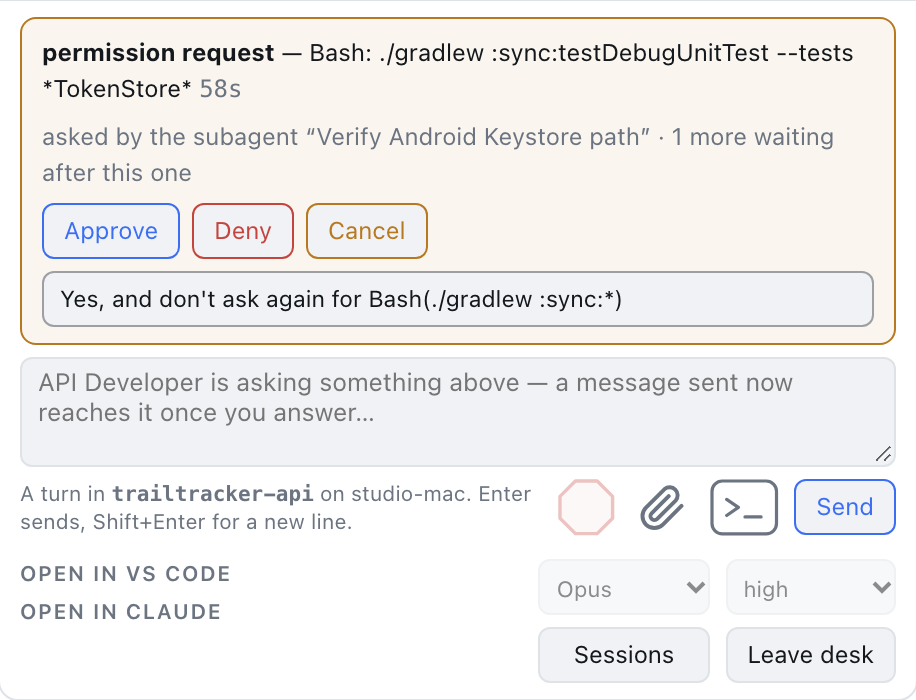 permission request — Bash: ./gradlew :sync:testDebugUnitTest --tests
*TokenStore* 58s
asked by the subagent “Verify Android Keystore path” · 1 more waiting
after this one
Approve Deny Cancel
Yes, and don't ask again for Bash(./gradlew :sync:*)
API Developer is asking something above — a message sent now
reaches it once you answer...
A turn in trailtracker-api on studio-mac. Enter
sends, Shift+Enter for a new line.
>_ Send
OPEN IN VS CODE
Opus high
OPEN IN CLAUDE
Sessions Leave desk